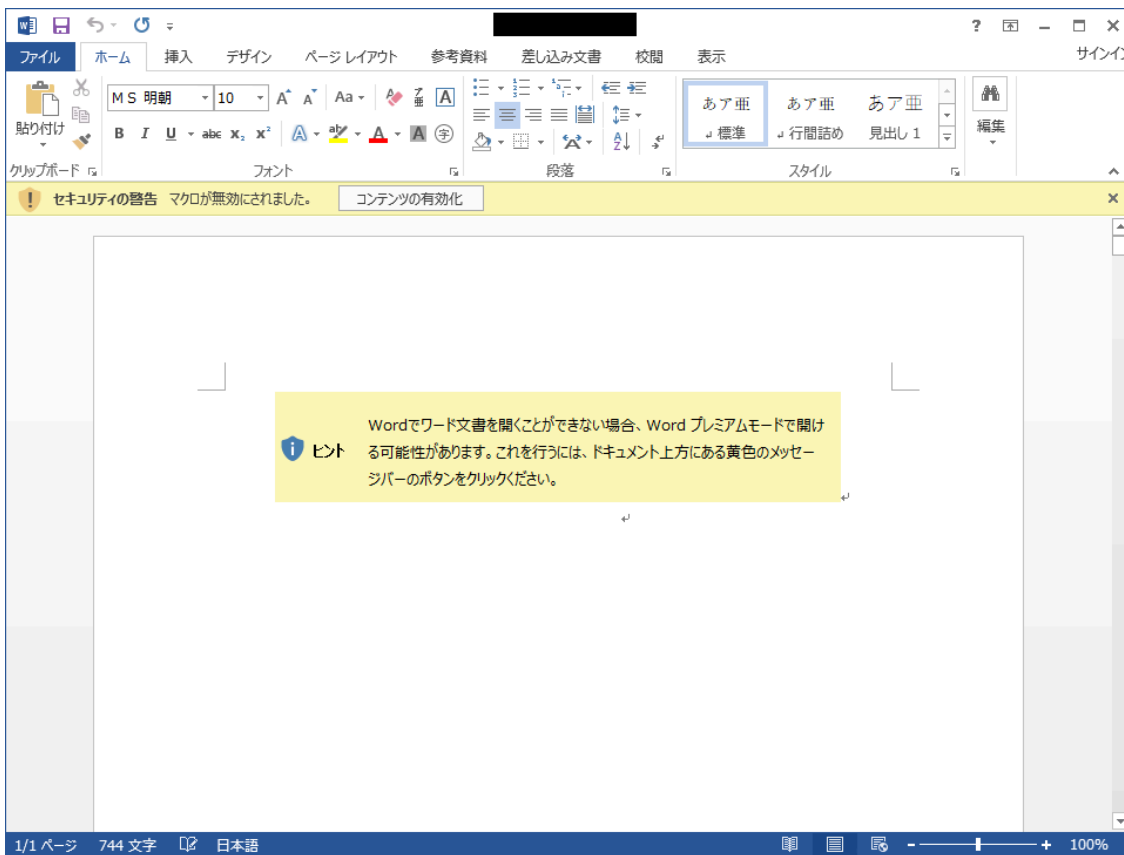 ?
ファイル ホーム 挿入 デザイン ページ レイアウト 参考資料 差し込み文書 校閲 表示 サインイン
貼り付け
ＭＳ 明朝 10 A A Aa A
B I U abc x₂ x² A ab A A 字
あア亜 あア亜 あア亜
標準 行間詰め 見出し 1
編集
クリップボード フォント 段落 スタイル
セキュリティの警告 マクロが無効にされました。 コンテンツの有効化
Wordでワード文書を開くことができない場合、Word プレミアムモードで開け
ヒント る可能性があります。これを行うには、ドキュメント上方にある黄色のメッセー
ジバーのボタンをクリックください。
1/1 ページ 744 文字 日本語 100%